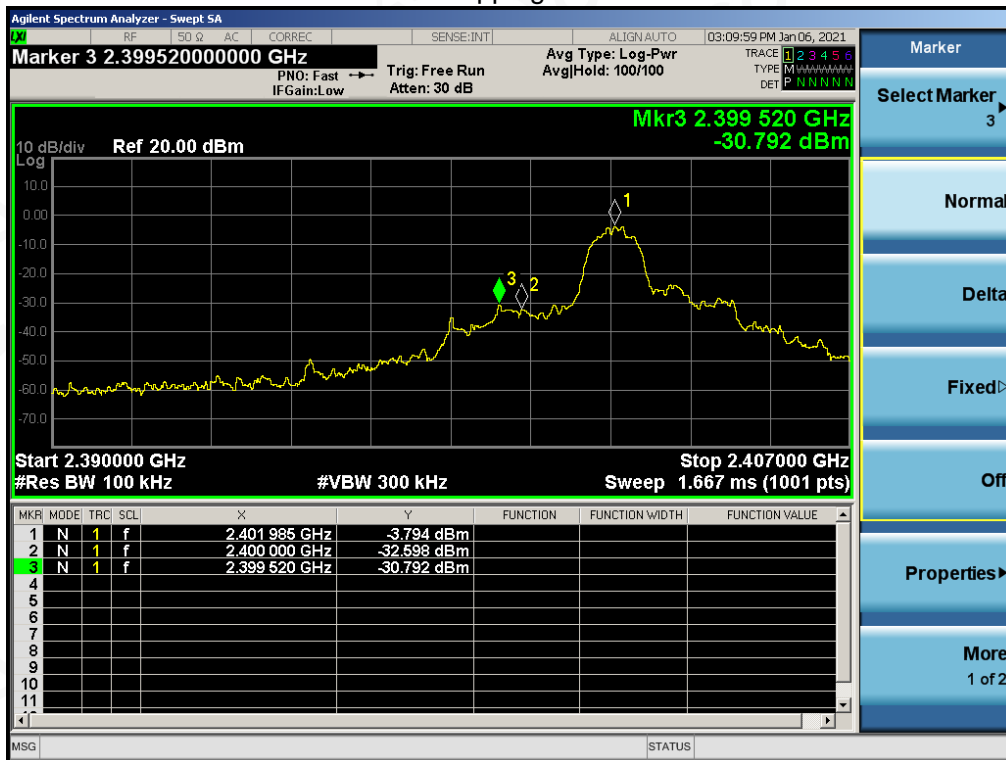 pping
Agilent Spectrum Analyzer - Swept SA
LXI RF 50 Ω AC CORREC SENSE:INT ALIGN AUTO 03:09:59 PM Jan 06, 2021
Marker 3 2.399520000000 GHz
PNO: Fast
IFGain:Low
Trig: Free Run
Atten: 30 dB
Avg Type: Log-Pwr
Avg|Hold: 100/100
TRACE 1 2 3 4 5 6
TYPE M WWWWW
DET P N N N N N
Mkr3 2.399 520 GHz
-30.792 dBm
10 dB/div Ref 20.00 dBm
Log
10.0
0.00
-10.0
-20.0
-30.0
-40.0
-50.0
-60.0
-70.0
1
3
2
Start 2.390000 GHz Stop 2.407000 GHz
#Res BW 100 kHz #VBW 300 kHz Sweep 1.667 ms (1001 pts)
MKR MODE TRC SCL X Y FUNCTION FUNCTION WIDTH FUNCTION VALUE
1 N 1 f 2.401 985 GHz -3.794 dBm
2 N 1 f 2.400 000 GHz -32.598 dBm
3 N 1 f 2.399 520 GHz -30.792 dBm
4
5
6
7
8
9
10
11
MSG STATUS
Marker
Select Marker
3
Normal
Delta
Fixed
Off
Properties
More
1 of 2